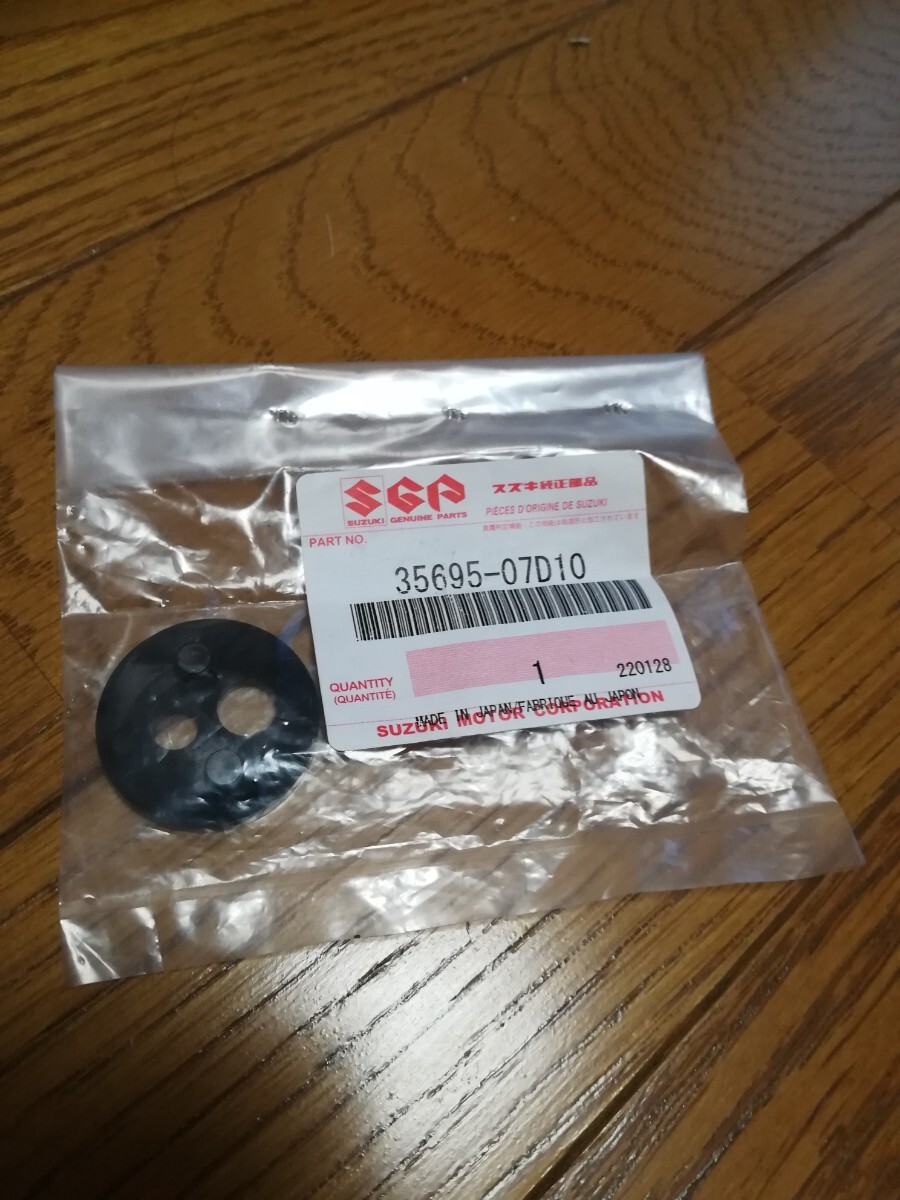 SGP スズキ純正部品
SUZUKI GENUINE PARTS PIÈCES D'ORIGINE DE SUZUKI
PART NO.
35695-07D10
QUANTITY 1 220128
(QUANTITÉ)
MADE IN JAPAN/FABRIQUE AU JAPON
SUZUKI MOTOR CORPORATION